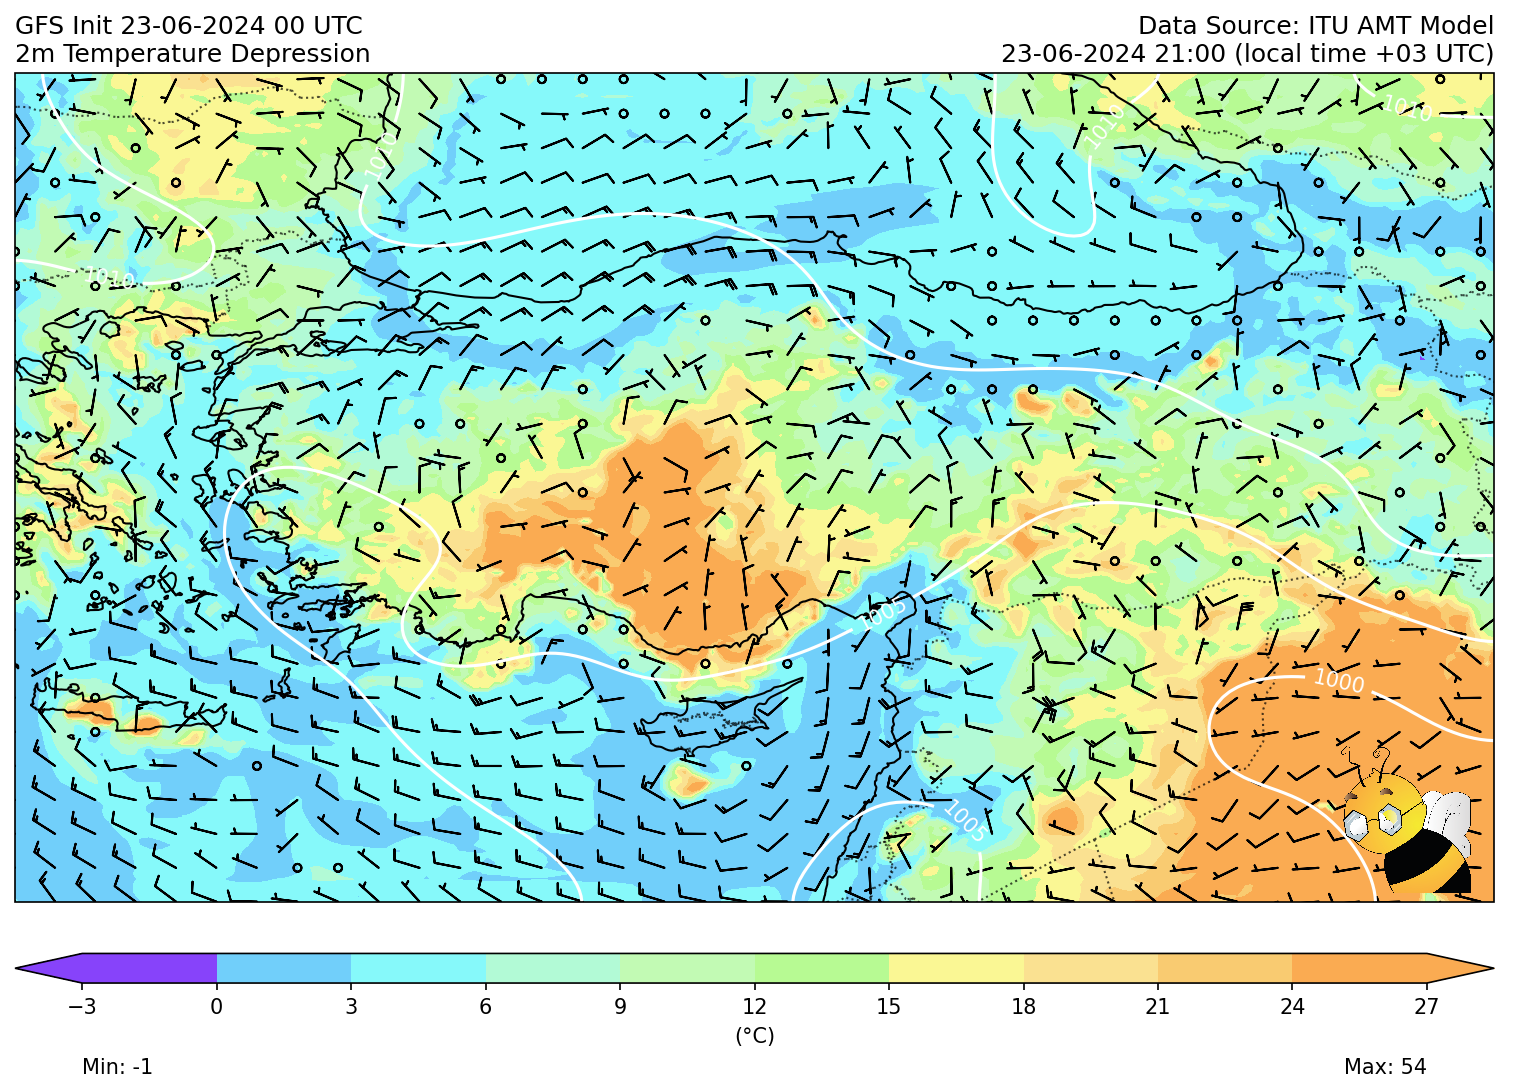 GFS Init 23-06-2024 00 UTC
2m Temperature Depression
Data Source: ITU AMT Model
23-06-2024 21:00 (local time +03 UTC)
1010
1010
1010
1010
1005
1000
1005
−3 0 3 6 9 12 15 18 21 24 27
(°C)
Min: -1
Max: 54